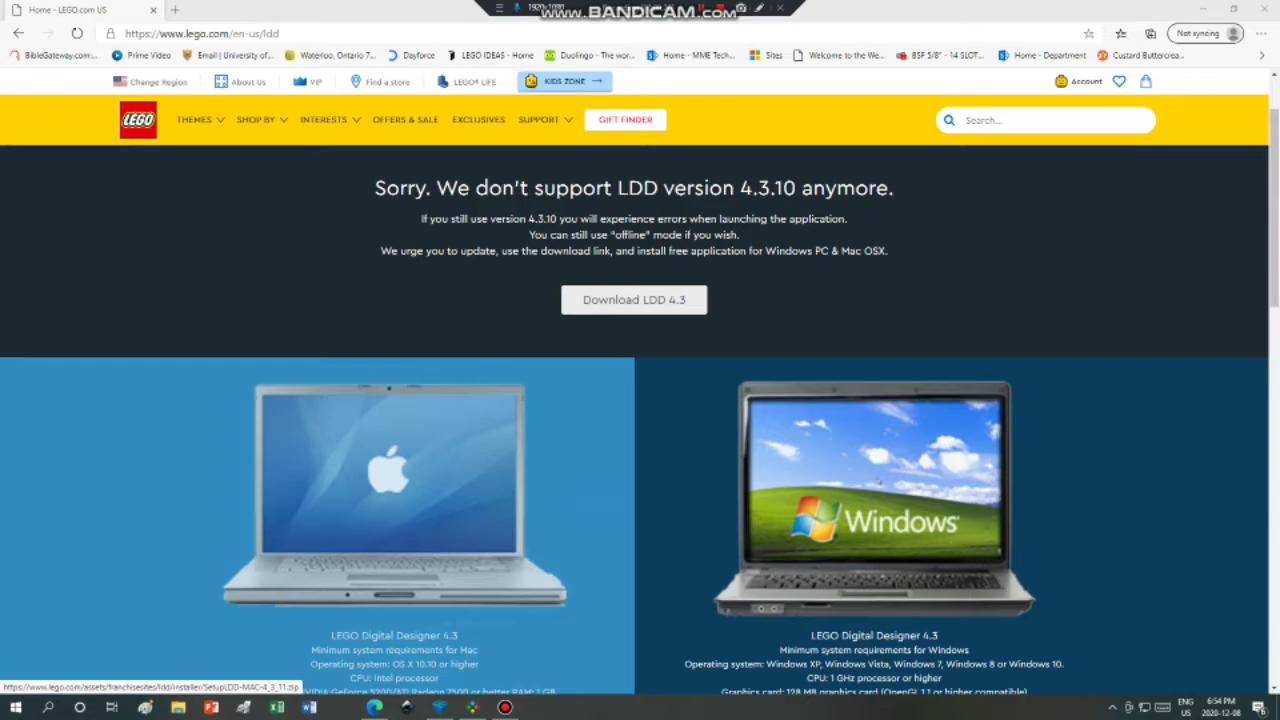 Home - LEGO.com US
1920x1080
www.BANDICAM.com
https://www.lego.com/en-us/ldd
Not syncing
BibleGateway.com:...
Prime Video
Email | University of...
Waterloo, Ontario 7...
Dayforce
LEGO IDEAS - Home
Duolingo - The wor...
Home - MME Tech...
Sites
Welcome to the We...
BSF 5/8" - 14 SLOT...
Home - Department
Custard Buttercrea...
Change Region
About Us
VIP
Find a store
LEGO® LIFE
KIDS ZONE
Account
LEGO
THEMES
SHOP BY
INTERESTS
OFFERS & SALE
EXCLUSIVES
SUPPORT
GIFT FINDER
Search...
Sorry. We don't support LDD version 4.3.10 anymore.
If you still use version 4.3.10 you will experience errors when launching the application.
You can still use "offline" mode if you wish.
We urge you to update, use the download link, and install free application for Windows PC & Mac OSX.
Download LDD 4.3
Windows
LEGO Digital Designer 4.3
Minimum system requirements for Mac
Operating system: OS X 10.10 or higher
CPU: Intel processor
NVIDIA GeForce 5200/ATI Radeon 7500 or better RAM: 1 GB
LEGO Digital Designer 4.3
Minimum system requirements for Windows
Operating system: Windows XP, Windows Vista, Windows 7, Windows 8 or Windows 10.
CPU: 1 GHz processor or higher
Graphics card: 128 MB graphics card (OpenGL 1.1 or higher compatible)
https://www.lego.com/assets/franchisesites/ldd/installer/SetupLDD-MAC-4_3_11.zip
ENG
US
6:54 PM
2020-12-08